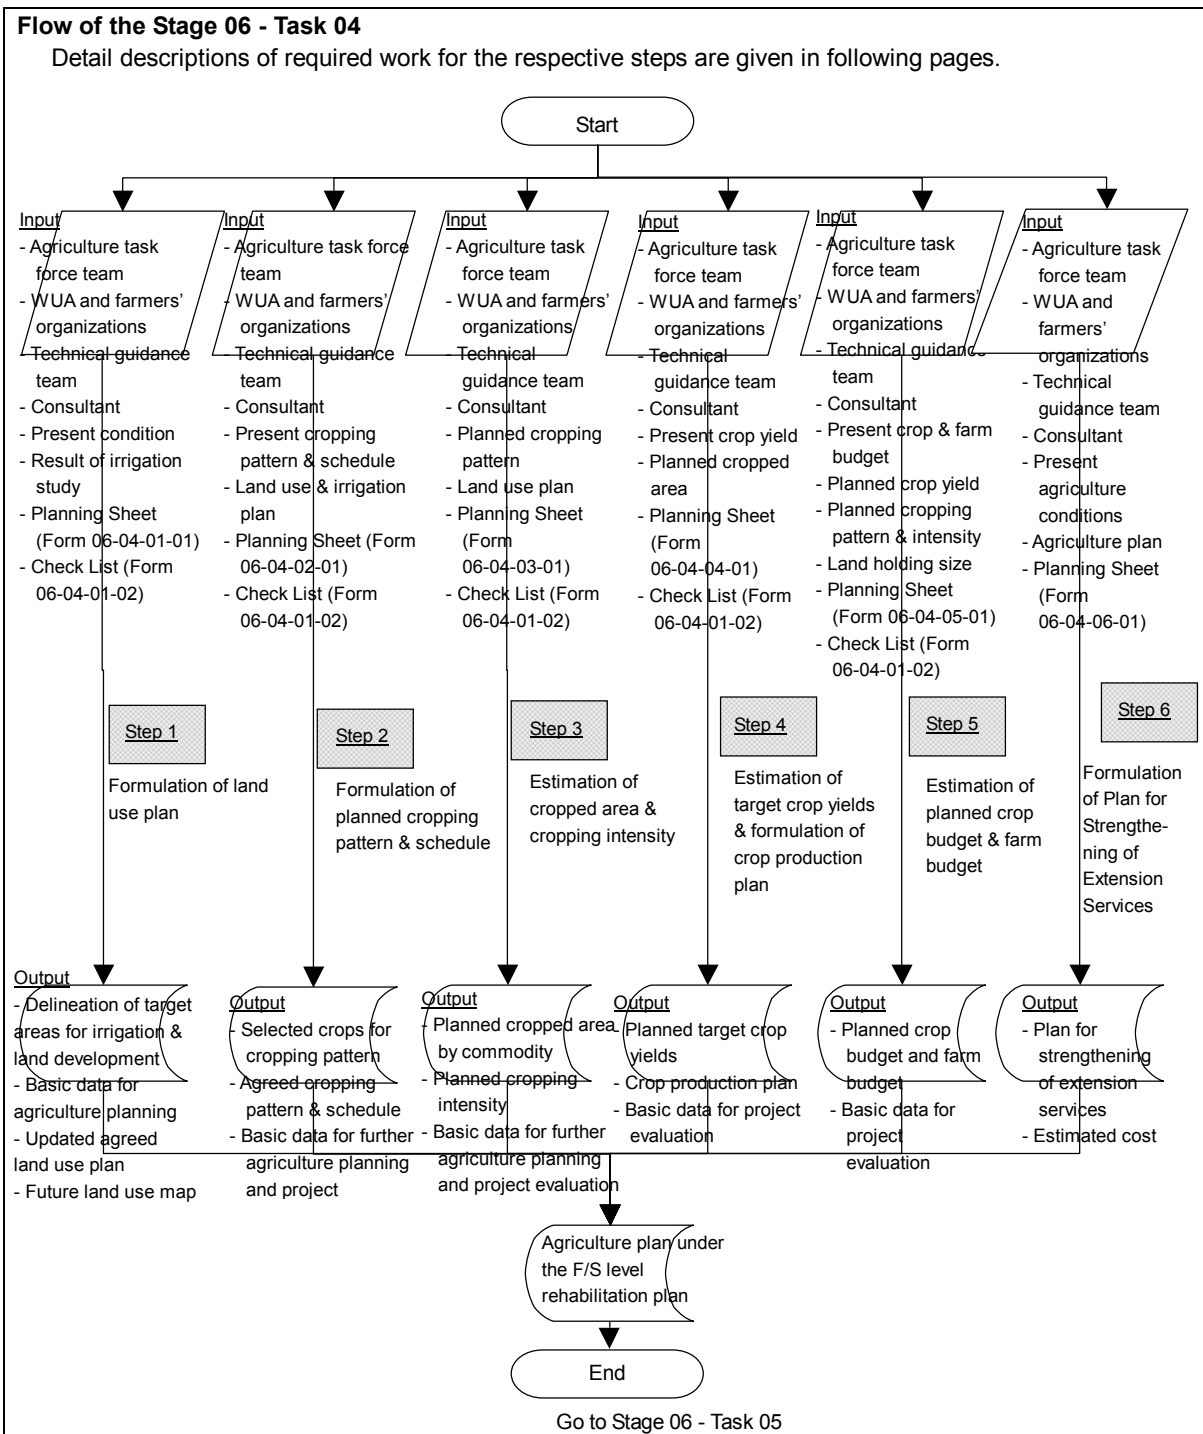 Flow of the Stage 06 - Task 04
Detail descriptions of required work for the respective steps are given in following pages.
Start
Input
- Agriculture task
force team
- WUA and farmers'
organizations
- Technical guidance
team
- Consultant
- Present condition
- Result of irrigation
study
- Planning Sheet
(Form 06-04-01-01)
- Check List (Form
06-04-01-02)
Input
- Agriculture task force
team
- WUA and farmers'
organizations
- Technical guidance
team
- Consultant
- Present cropping
pattern & schedule
- Land use & irrigation
plan
- Planning Sheet (Form
06-04-02-01)
- Check List (Form
06-04-01-02)
Input
- Agriculture task
force team
- WUA and farmers'
organizations
- Technical
guidance team
- Consultant
- Planned cropping
pattern
- Land use plan
- Planning Sheet
(Form
06-04-03-01)
- Check List (Form
06-04-01-02)
Input
- Agriculture task
force team
- WUA and farmers'
organizations
- Technical
guidance team
- Consultant
- Present crop yield
- Planned cropped
area
- Planning Sheet
(Form
06-04-04-01)
- Check List (Form
06-04-01-02)
Input
- Agriculture task
force team
- WUA and farmers'
organizations
- Technical guidance
team
- Consultant
- Present crop & farm
budget
- Planned crop yield
- Planned cropping
pattern & intensity
- Land holding size
- Planning Sheet
(Form 06-04-05-01)
- Check List (Form
06-04-01-02)
Input
- Agriculture task
force team
- WUA and
farmers'
organizations
- Technical
guidance team
- Consultant
- Present
agriculture
conditions
- Agriculture plan
- Planning Sheet
(Form
06-04-06-01)
Step 1
Formulation of land
use plan
Step 2
Formulation of
planned cropping
pattern & schedule
Step 3
Estimation of
cropped area &
cropping intensity
Step 4
Estimation of
target crop yields
& formulation of
crop production
plan
Step 5
Estimation of
planned crop
budget & farm
budget
Step 6
Formulation
of Plan for
Strengthe-
ning of
Extension
Services
Output
- Delineation of target
areas for irrigation &
land development
- Basic data for
agriculture planning
- Updated agreed
land use plan
- Future land use map
Output
- Selected crops for
cropping pattern
- Agreed cropping
pattern & schedule
- Basic data for further
agriculture planning
and project
Output
- Planned cropped area
by commodity
- Planned cropping
intensity
- Basic data for further
agriculture planning
and project evaluation
Output
- Planned target crop
yields
- Crop production plan
- Basic data for project
evaluation
Output
- Planned crop
budget and farm
budget
- Basic data for
project
evaluation
Output
- Plan for
strengthening
of extension
services
- Estimated cost
Agriculture plan under
the F/S level
rehabilitation plan
End
Go to Stage 06 - Task 05